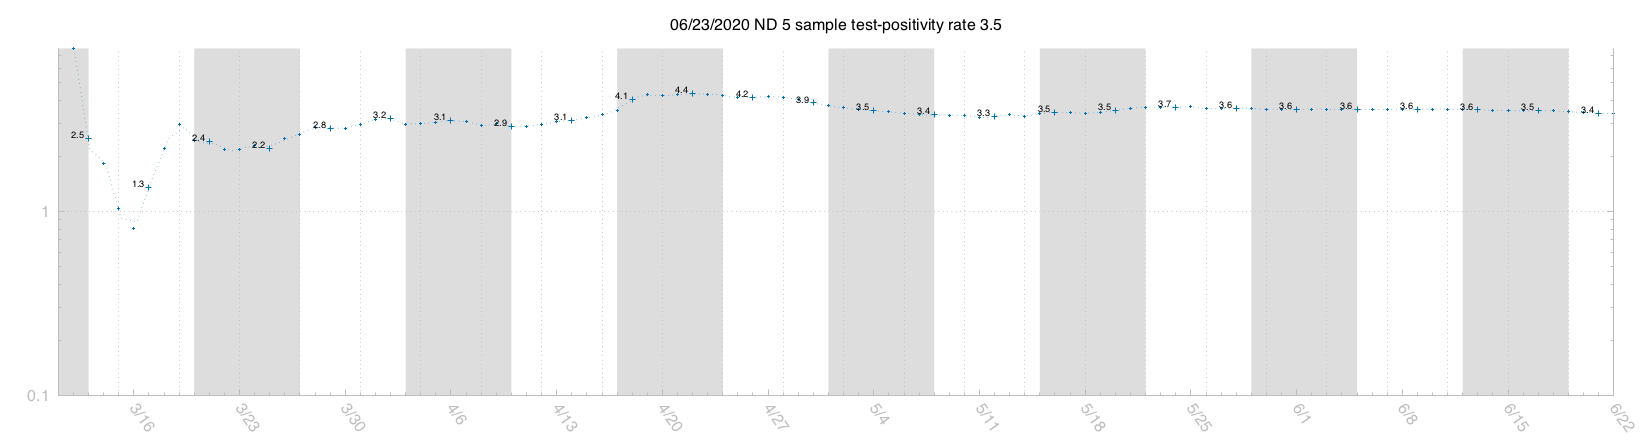 06/23/2020 ND 5 sample test-positivity rate 3.5
2.5 1.3 2.4 2.2 2.8 3.2 3.1 2.9 3.1 4.1 4.4 4.2 3.9 3.5 3.4 3.3 3.5 3.5 3.7 3.6 3.6 3.6 3.6 3.6 3.5 3.4
1
0.1
3/16 3/23 3/30 4/6 4/13 4/20 4/27 5/4 5/11 5/18 5/25 6/1 6/8 6/15 6/22